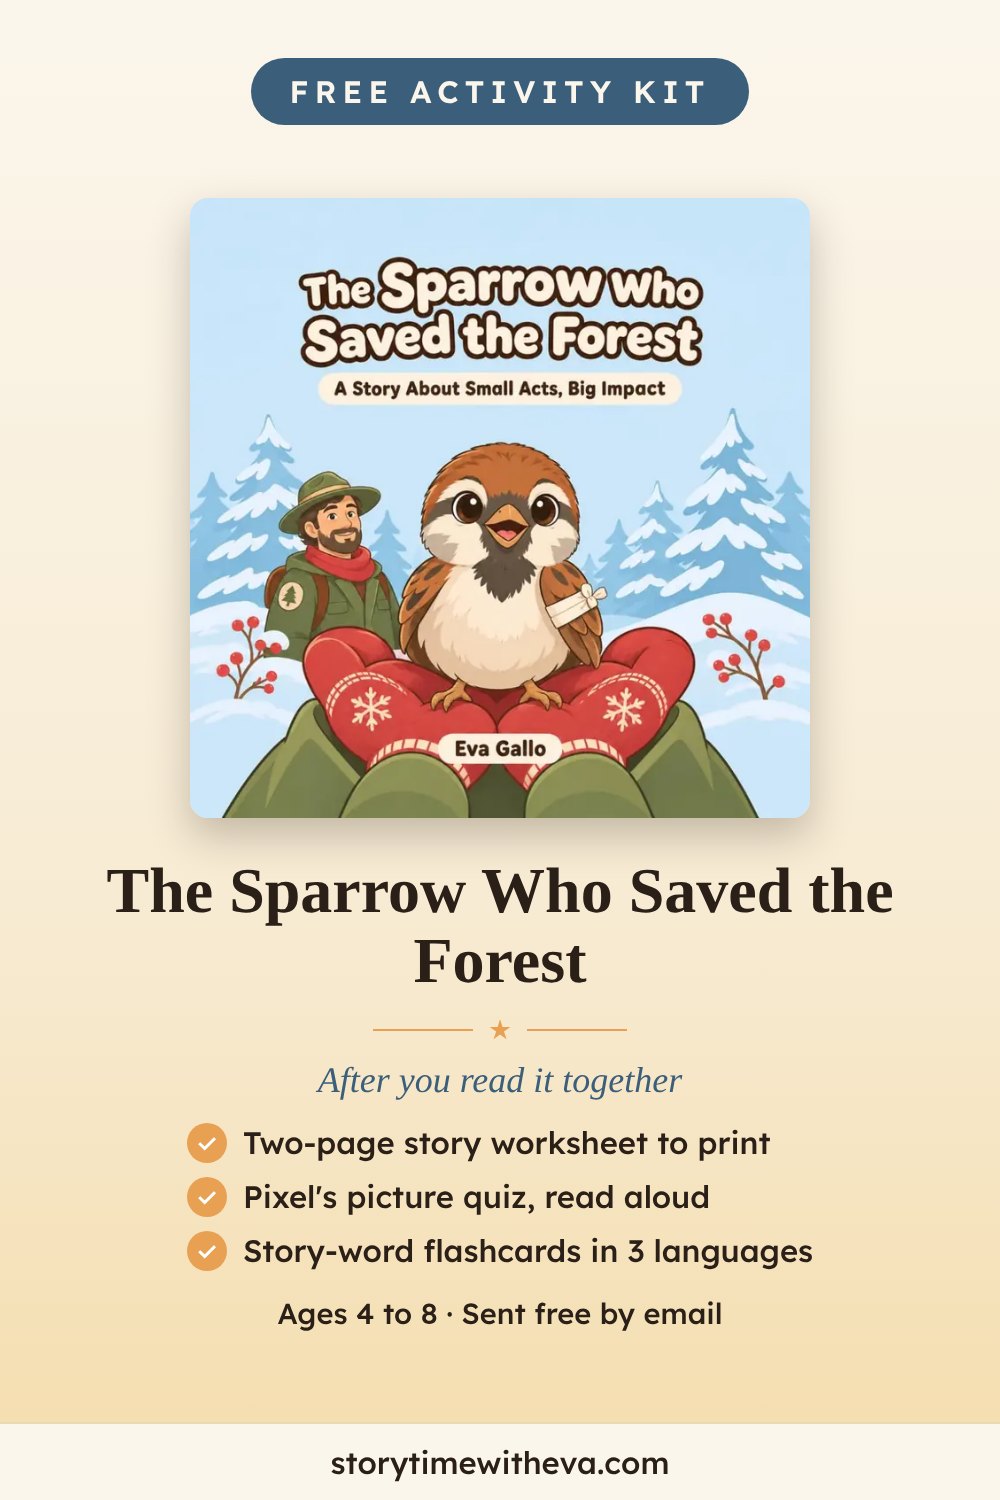 FREE ACTIVITY KIT
The Sparrow Who
Saved the Forest
A Story About Small Acts, Big Impact
Eva Gallo
The Sparrow Who Saved the
Forest
After you read it together
Two-page story worksheet to print
Pixel's picture quiz, read aloud
Story-word flashcards in 3 languages
Ages 4 to 8 · Sent free by email
storytimewitheva.com